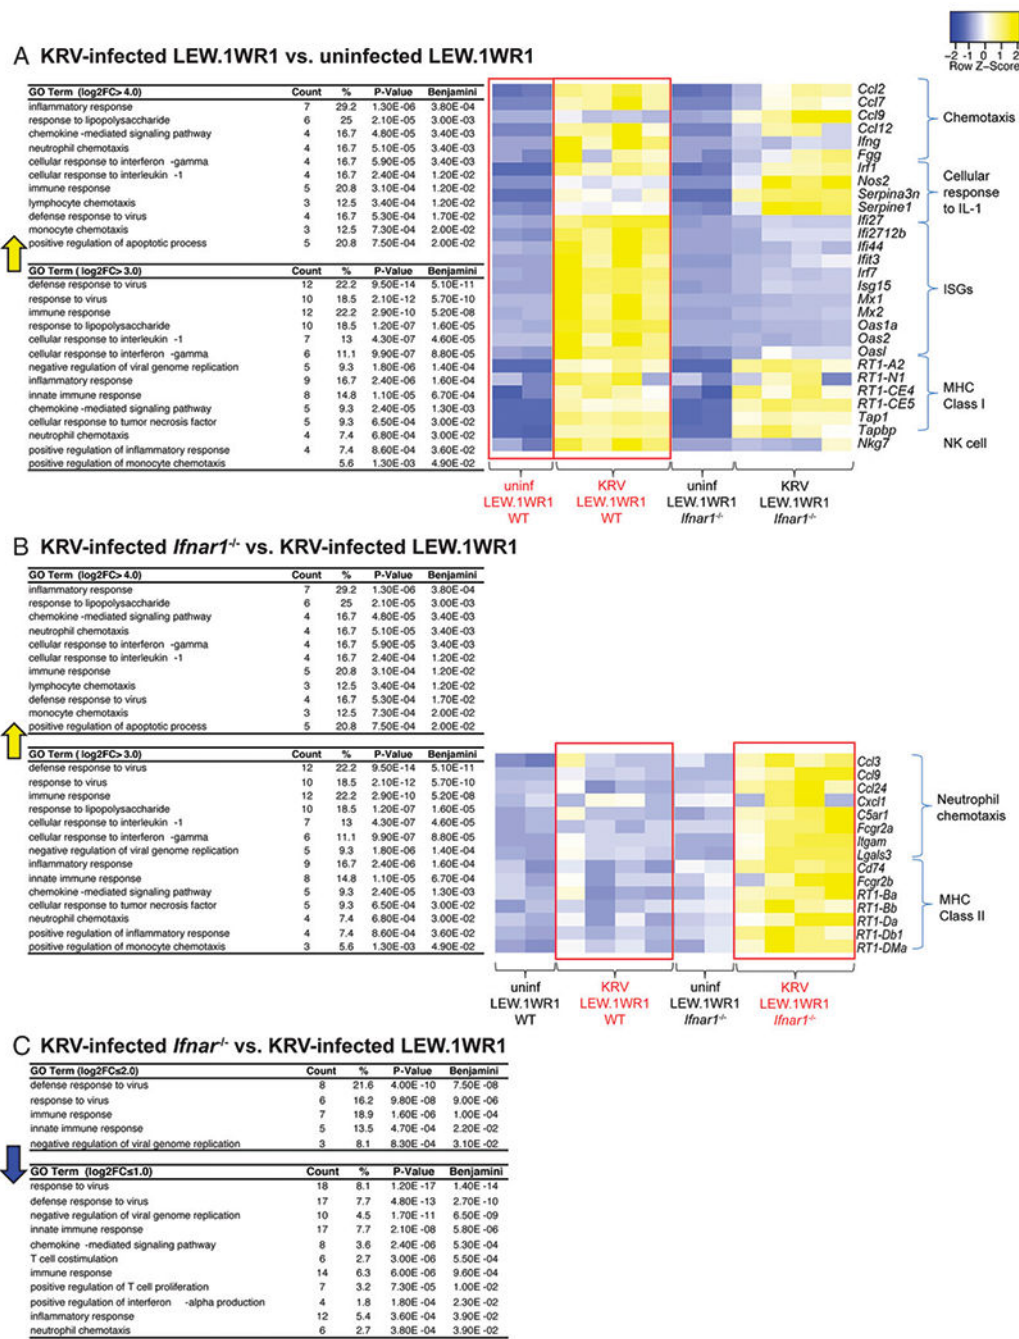 -2 -1 0 1 2
Row Z-Score
A KRV-infected LEW.1WR1 vs. uninfected LEW.1WR1
GO Term (log2FC> 4.0) Count % P-Value Benjamini
inflammatory response 7 29.2 1.30E-06 3.80E-04
response to lipopolysaccharide 6 25 2.10E-05 3.00E-03
chemokine -mediated signaling pathway 4 16.7 4.80E-05 3.40E-03
neutrophil chemotaxis 4 16.7 5.10E-05 3.40E-03
cellular response to interferon -gamma 4 16.7 5.90E-05 3.40E-03
cellular response to interleukin -1 4 16.7 2.40E-04 1.20E-02
immune response 5 20.8 3.10E-04 1.20E-02
lymphocyte chemotaxis 3 12.5 3.40E-04 1.20E-02
defense response to virus 4 16.7 5.30E-04 1.70E-02
monocyte chemotaxis 3 12.5 7.30E-04 2.00E-02
positive regulation of apoptotic process 5 20.8 7.50E-04 2.00E-02
GO Term ( log2FC> 3.0) Count % P-Value Benjamini
defense response to virus 12 22.2 9.50E-14 5.10E-11
response to virus 10 18.5 2.10E-12 5.70E-10
immune response 12 22.2 2.90E-10 5.20E-08
response to lipopolysaccharide 10 18.5 1.20E-07 1.60E-05
cellular response to interleukin -1 7 13 4.30E-07 4.60E-05
cellular response to interferon -gamma 6 11.1 9.90E-07 8.80E-05
negative regulation of viral genome replication 5 9.3 1.80E-06 1.40E-04
inflammatory response 9 16.7 2.40E-06 1.60E-04
innate immune response 8 14.8 1.10E-05 6.70E-04
chemokine -mediated signaling pathway 5 9.3 2.40E-05 1.30E-03
cellular response to tumor necrosis factor 5 9.3 6.50E-04 3.00E-02
neutrophil chemotaxis 4 7.4 6.80E-04 3.00E-02
positive regulation of inflammatory response 4 7.4 8.60E-04 3.60E-02
positive regulation of monocyte chemotaxis 5.6 1.30E-03 4.90E-02
Ccl2
Ccl7
Ccl9
Ccl12
Ifng
Fgg
Irf1
Nos2
Serpina3n
Serpine1
Ifi27
Ifi2712b
Ifi44
Ifit3
Irf7
Isg15
Mx1
Mx2
Oas1a
Oas2
Oasl
RT1-A2
RT1-N1
RT1-CE4
RT1-CE5
Tap1
Tapbp
Nkg7
Chemotaxis
Cellular
response
to IL-1
ISGs
MHC
Class I
NK cell
uninf
LEW.1WR1
WT
KRV
LEW.1WR1
WT
uninf
LEW.1WR1
Ifnar1-/-
KRV
LEW.1WR1
Ifnar1-/-
B KRV-infected Ifnar1-/- vs. KRV-infected LEW.1WR1
GO Term (log2FC> 4.0) Count % P-Value Benjamini
inflammatory response 7 29.2 1.30E-06 3.80E-04
response to lipopolysaccharide 6 25 2.10E-05 3.00E-03
chemokine -mediated signaling pathway 4 16.7 4.80E-05 3.40E-03
neutrophil chemotaxis 4 16.7 5.10E-05 3.40E-03
cellular response to interferon -gamma 4 16.7 5.90E-05 3.40E-03
cellular response to interleukin -1 4 16.7 2.40E-04 1.20E-02
immune response 5 20.8 3.10E-04 1.20E-02
lymphocyte chemotaxis 3 12.5 3.40E-04 1.20E-02
defense response to virus 4 16.7 5.30E-04 1.70E-02
monocyte chemotaxis 3 12.5 7.30E-04 2.00E-02
positive regulation of apoptotic process 5 20.8 7.50E-04 2.00E-02
GO Term (log2FC> 3.0) Count % P-Value Benjamini
defense response to virus 12 22.2 9.50E-14 5.10E-11
response to virus 10 18.5 2.10E-12 5.70E-10
immune response 12 22.2 2.90E-10 5.20E-08
response to lipopolysaccharide 10 18.5 1.20E-07 1.60E-05
cellular response to interleukin -1 7 13 4.30E-07 4.60E-05
cellular response to interferon -gamma 6 11.1 9.90E-07 8.80E-05
negative regulation of viral genome replication 5 9.3 1.80E-06 1.40E-04
inflammatory response 9 16.7 2.40E-06 1.60E-04
innate immune response 8 14.8 1.10E-05 6.70E-04
chemokine -mediated signaling pathway 5 9.3 2.40E-05 1.30E-03
cellular response to tumor necrosis factor 5 9.3 6.50E-04 3.00E-02
neutrophil chemotaxis 4 7.4 6.80E-04 3.00E-02
positive regulation of inflammatory response 4 7.4 8.60E-04 3.60E-02
positive regulation of monocyte chemotaxis 3 5.6 1.30E-03 4.90E-02
Ccl3
Ccl9
Ccl24
Cxcl1
C5ar1
Fcgr2a
Itgam
Lgals3
Cd74
Fcgr2b
RT1-Ba
RT1-Bb
RT1-Da
RT1-Db1
RT1-DMa
Neutrophil
chemotaxis
MHC
Class II
uninf
LEW.1WR1
WT
KRV
LEW.1WR1
WT
uninf
LEW.1WR1
Ifnar1-/-
KRV
LEW.1WR1
Ifnar1-/-
C KRV-infected Ifnar-/- vs. KRV-infected LEW.1WR1
GO Term (log2FC≤2.0) Count % P-Value Benjamini
defense response to virus 8 21.6 4.00E -10 7.50E -08
response to virus 6 16.2 9.80E -08 9.00E -06
immune response 7 18.9 1.60E -06 1.00E -04
innate immune response 5 13.5 4.70E -04 2.20E -02
negative regulation of viral genome replication 3 8.1 8.30E -04 3.10E -02
GO Term (log2FC≤1.0) Count % P-Value Benjamini
response to virus 18 8.1 1.20E -17 1.40E -14
defense response to virus 17 7.7 4.80E -13 2.70E -10
negative regulation of viral genome replication 10 4.5 1.70E -11 6.50E -09
innate immune response 17 7.7 2.10E -08 5.80E -06
chemokine -mediated signaling pathway 8 3.6 2.40E -06 5.30E -04
T cell costimulation 6 2.7 3.00E -06 5.50E -04
immune response 14 6.3 6.00E -06 9.60E -04
positive regulation of T cell proliferation 7 3.2 7.30E -05 1.00E -02
positive regulation of interferon -alpha production 4 1.8 1.80E -04 2.30E -02
inflammatory response 12 5.4 3.60E -04 3.90E -02
neutrophil chemotaxis 6 2.7 3.80E -04 3.90E -02